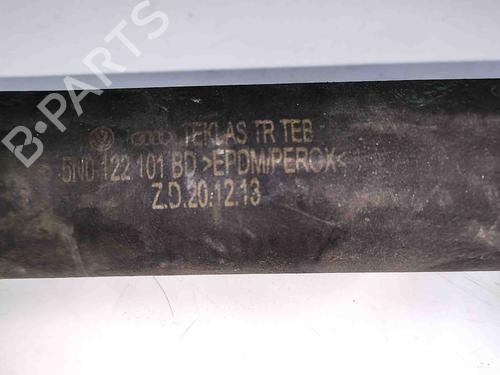 TEKLAS TR TEB
5N0 122 101 BD >EPDM/PEROX<
Z.D.20.12.13
B-PARTS